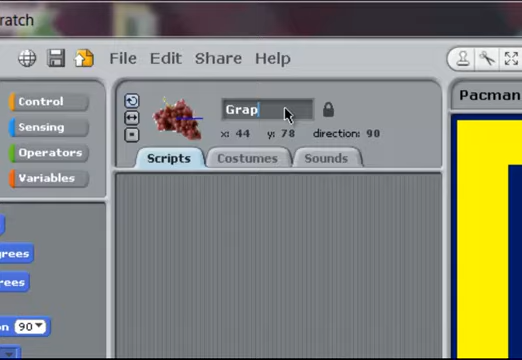 ratch
File Edit Share Help
Control
Sensing
Operators
Variables
Grap
x: 44 y: 78 direction: 90
Scripts Costumes Sounds
Pacman
grees
rees
on 90